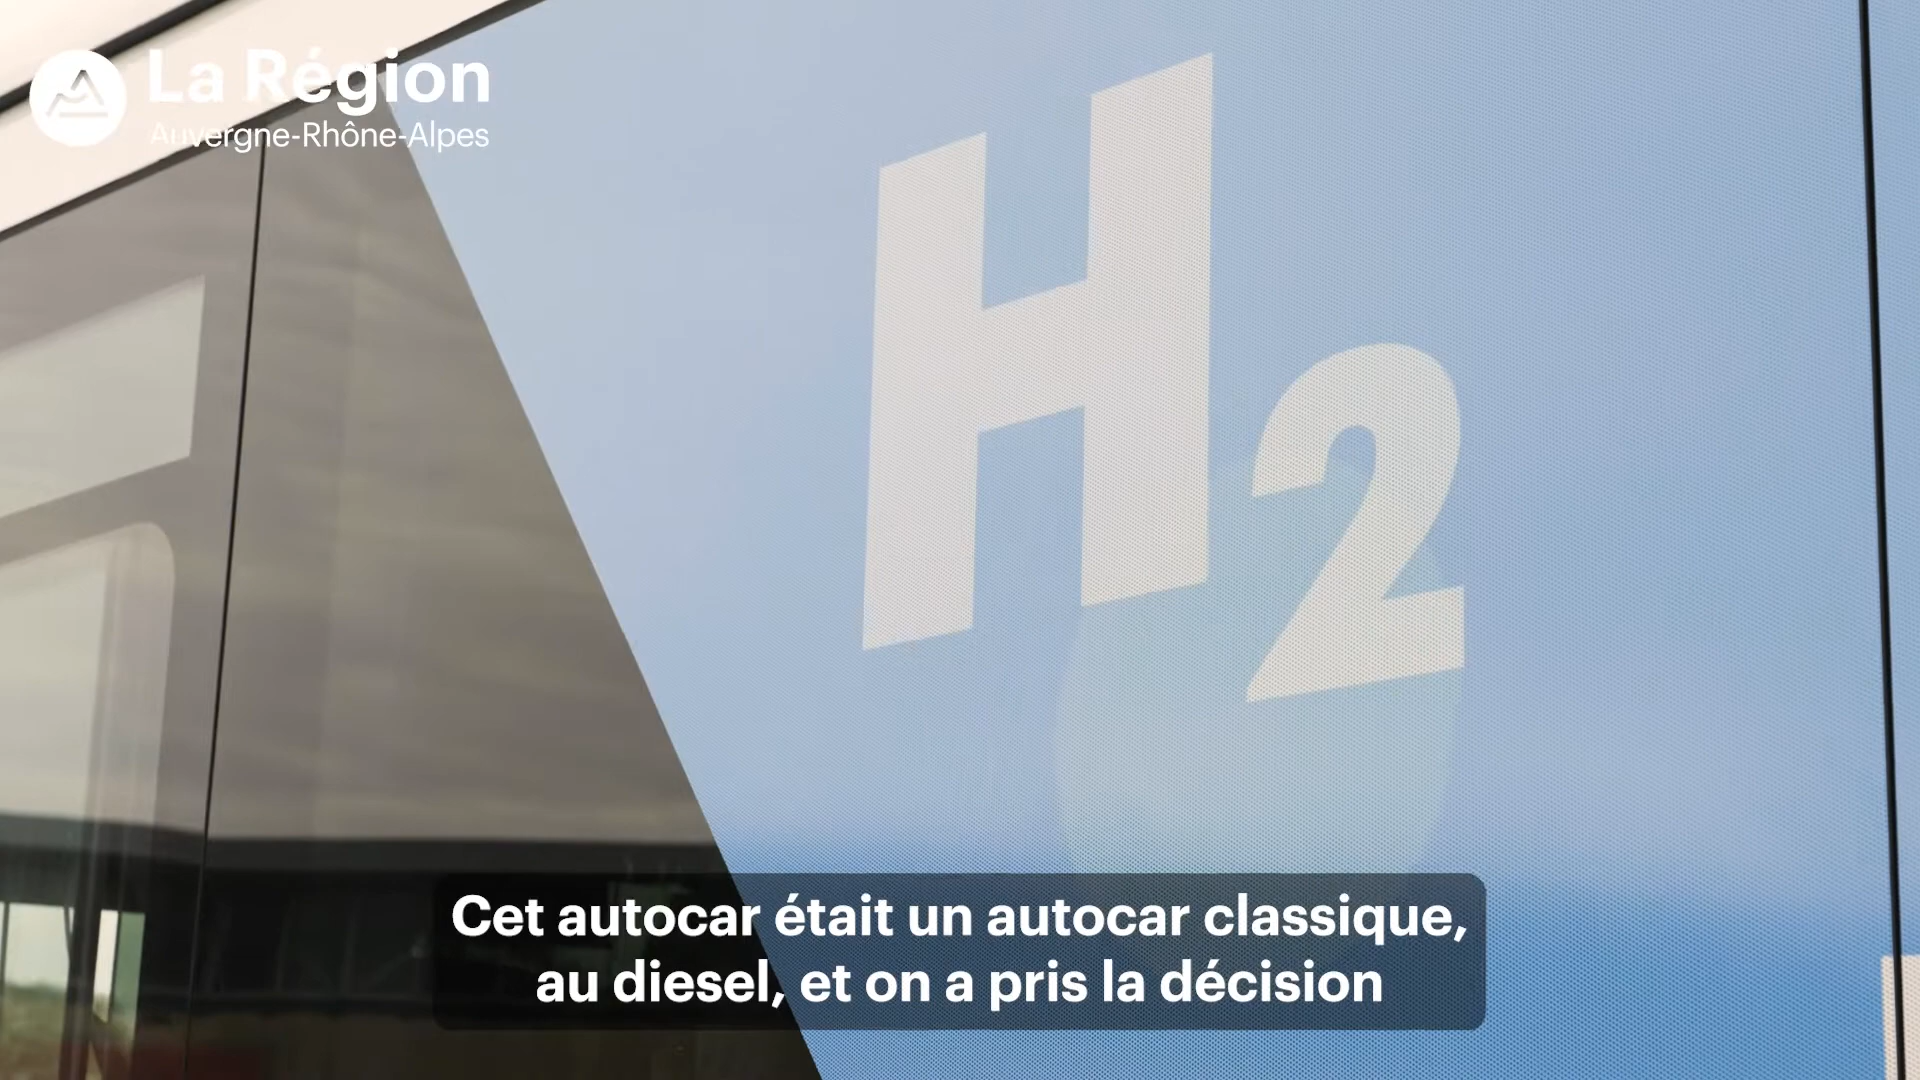 La Région
Auvergne-Rhône-Alpes
H2
Cet autocar était un autocar classique,
au diesel, et on a pris la décision